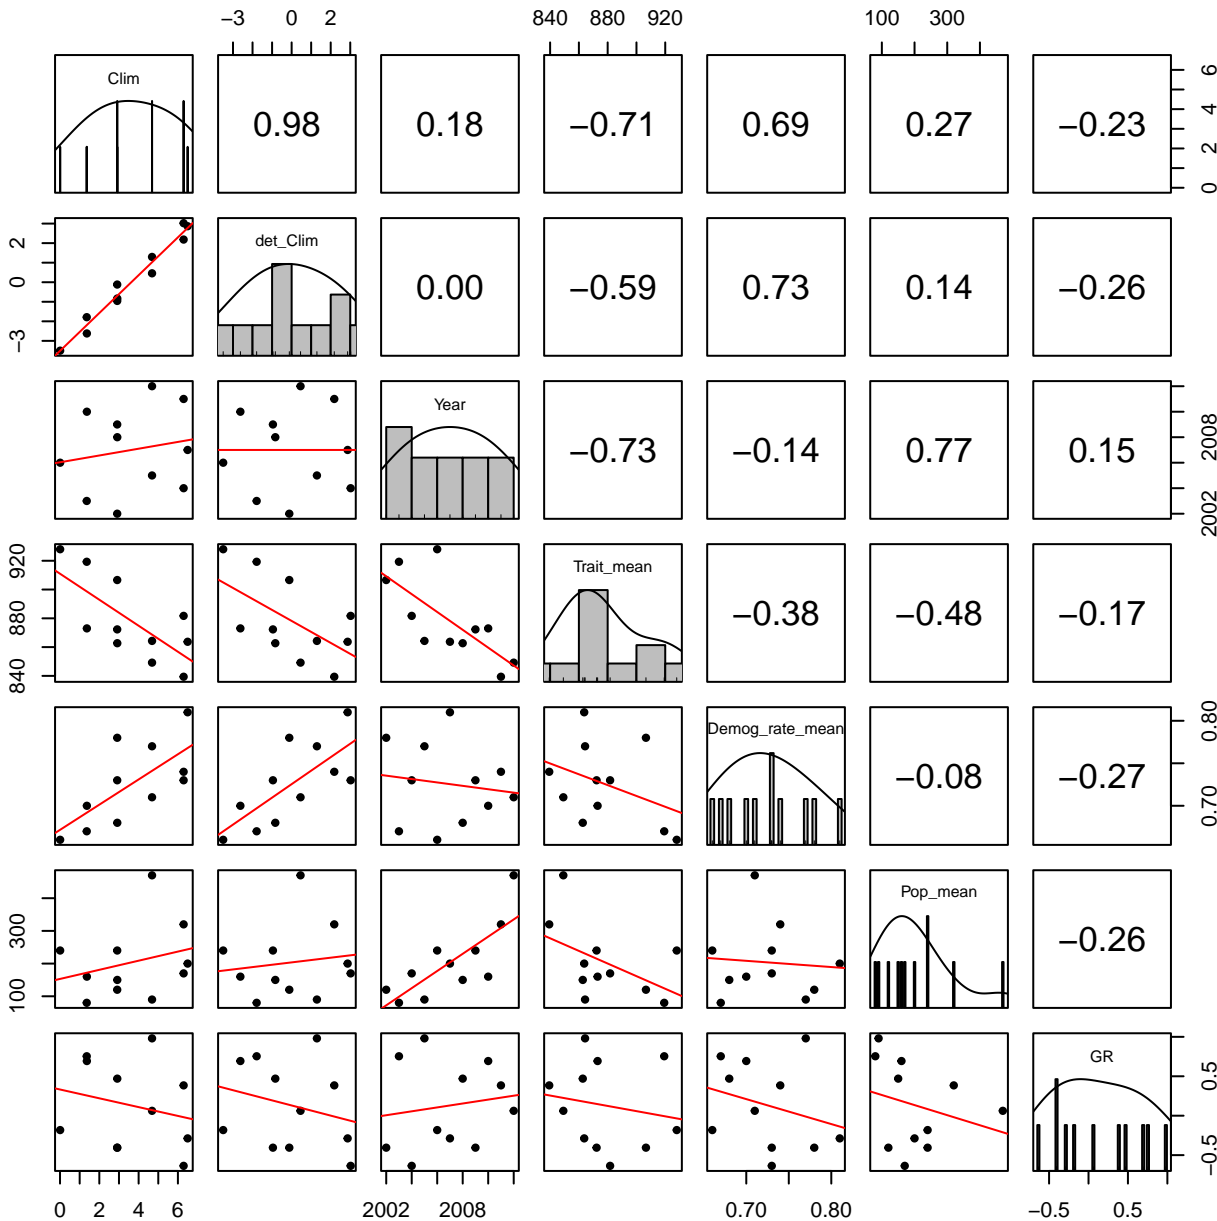 −3 0 2 840 880 920 100 300
Clim 0.98 0.18 −0.71 0.69 0.27 −0.23 0 2 4 6
−3 0 2 det_Clim 0.00 −0.59 0.73 0.14 −0.26
Year −0.73 −0.14 0.77 0.15 2002 2008
840 880 920 Trait_mean −0.38 −0.48 −0.17
Demog_rate_mean −0.08 −0.27 0.70 0.80
100 300 Pop_mean −0.26
GR −0.5 0.5
0 2 4 6 2002 2008 0.70 0.80 −0.5 0.5